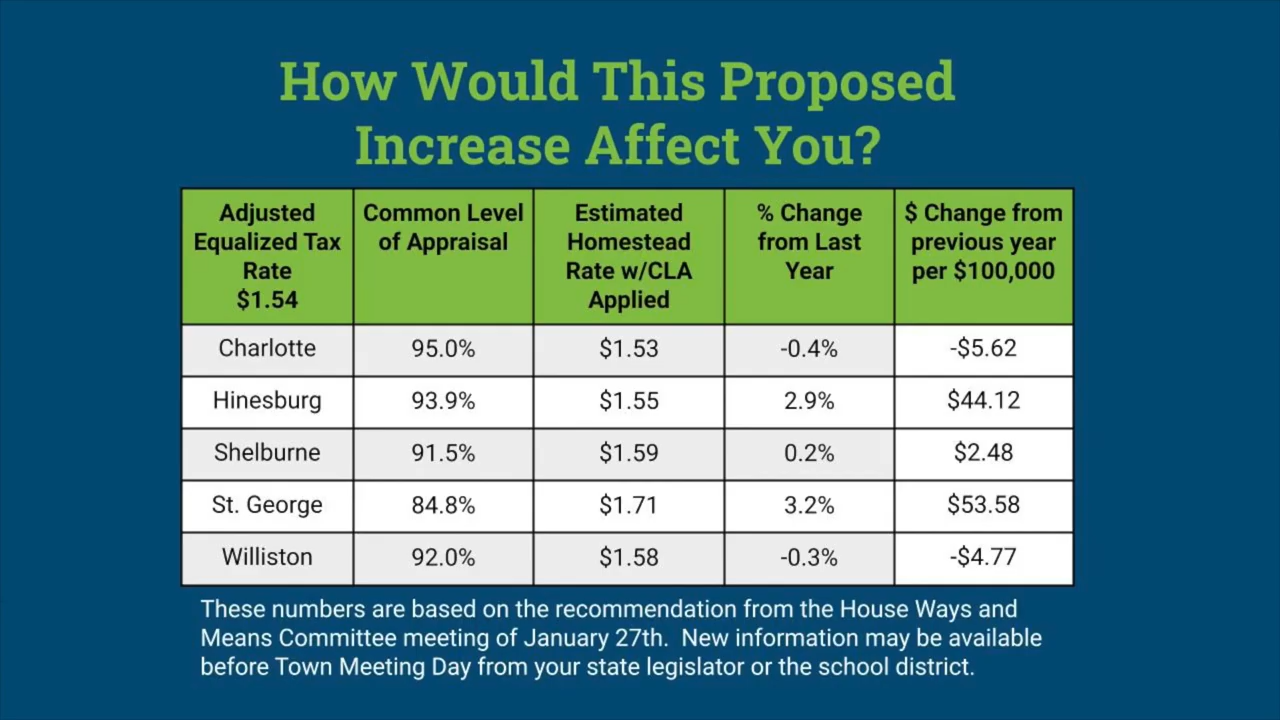 How Would This Proposed
Increase Affect You?
Adjusted Equalized Tax Rate $1.54 | Common Level of Appraisal | Estimated Homestead Rate w/CLA Applied | % Change from Last Year | $ Change from previous year per $100,000
Charlotte | 95.0% | $1.53 | -0.4% | -$5.62
Hinesburg | 93.9% | $1.55 | 2.9% | $44.12
Shelburne | 91.5% | $1.59 | 0.2% | $2.48
St. George | 84.8% | $1.71 | 3.2% | $53.58
Williston | 92.0% | $1.58 | -0.3% | -$4.77
These numbers are based on the recommendation from the House Ways and
Means Committee meeting of January 27th.  New information may be available
before Town Meeting Day from your state legislator or the school district.